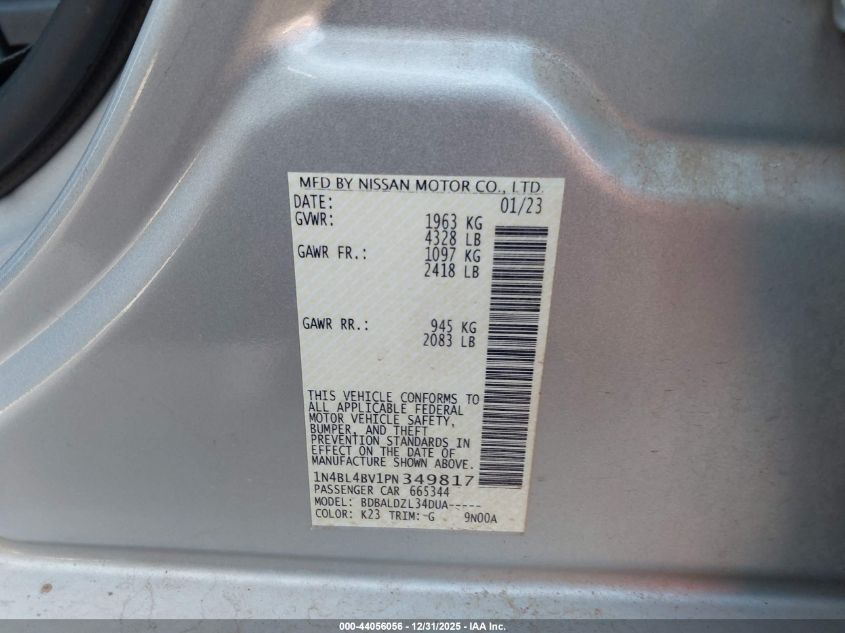 MFD BY NISSAN MOTOR CO., LTD.
DATE: 01/23
GVWR: 1963 KG
4328 LB
GAWR FR.: 1097 KG
2418 LB
GAWR RR.: 945 KG
2083 LB
THIS VEHICLE CONFORMS TO
ALL APPLICABLE FEDERAL
MOTOR VEHICLE SAFETY,
BUMPER, AND THEFT
PREVENTION STANDARDS IN
EFFECT ON THE DATE OF
MANUFACTURE SHOWN ABOVE.
1N4BL4BV1PN349817
PASSENGER CAR 665344
MODEL: BDBALDZL34DUA-----
COLOR: K23 TRIM: G 9N00A
000-44056056 - 12/31/2025 - IAA Inc.